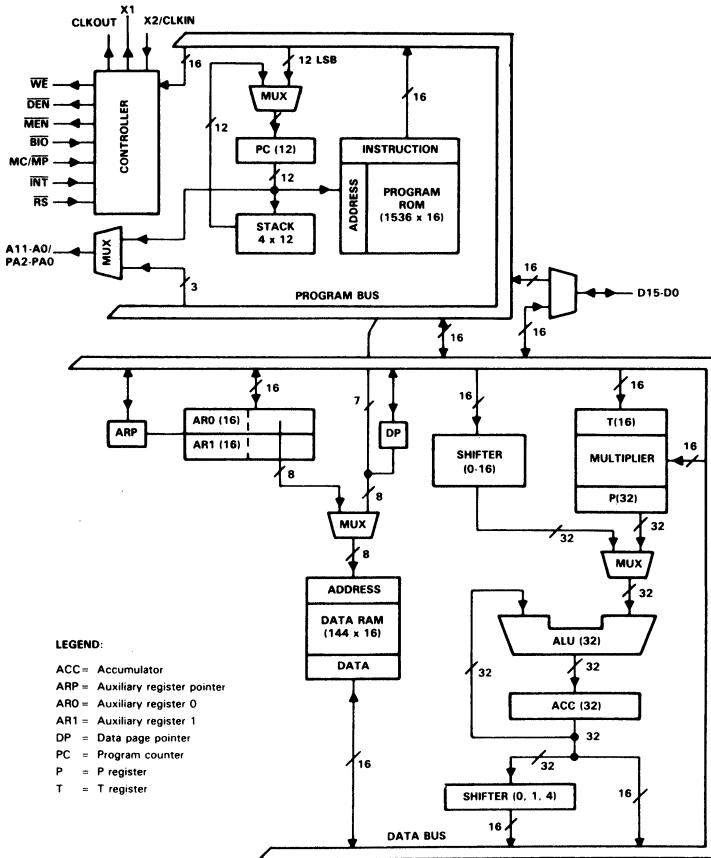 X1
CLKOUT
X2/CLKIN
WE
DEN
MEN
BIO
MC/MP
INT
RS
CONTROLLER
16
12 LSB
MUX
12
PC (12)
12
STACK
4 x 12
16
INSTRUCTION
ADDRESS
PROGRAM
ROM
(1536 x 16)
A11-A0/
PA2-PA0
MUX
3
PROGRAM BUS
16
D15-D0
16
16
ARP
16
AR0 (16)
AR1 (16)
8
7
DP
8
MUX
8
ADDRESS
DATA RAM
(144 x 16)
DATA
16
16
SHIFTER
(0-16)
32
16
T(16)
MULTIPLIER
P(32)
16
32
MUX
32
ALU (32)
32
32
ACC (32)
32
32
SHIFTER (0, 1, 4)
16
16
DATA BUS
LEGEND:
ACC = Accumulator
ARP = Auxiliary register pointer
AR0 = Auxiliary register 0
AR1 = Auxiliary register 1
DP = Data page pointer
PC = Program counter
P = P register
T = T register